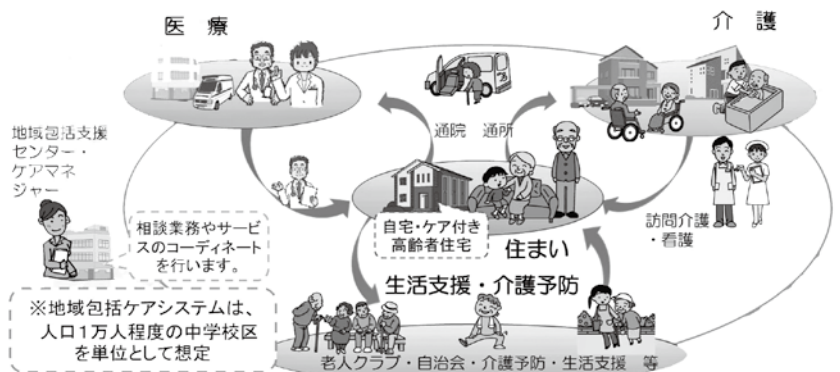 医 療
介 護
通院 通所
地域包括支援
センター・
ケアマネ
ジャー
相談業務やサービ
スのコーディネート
を行います。
自宅・ケア付き
高齢者住宅
住まい
訪問介護
・看護
生活支援・介護予防
※地域包括ケアシステムは、
人口1万人程度の中学校区
を単位として想定
老人クラブ・自治会・介護予防・生活支援 等